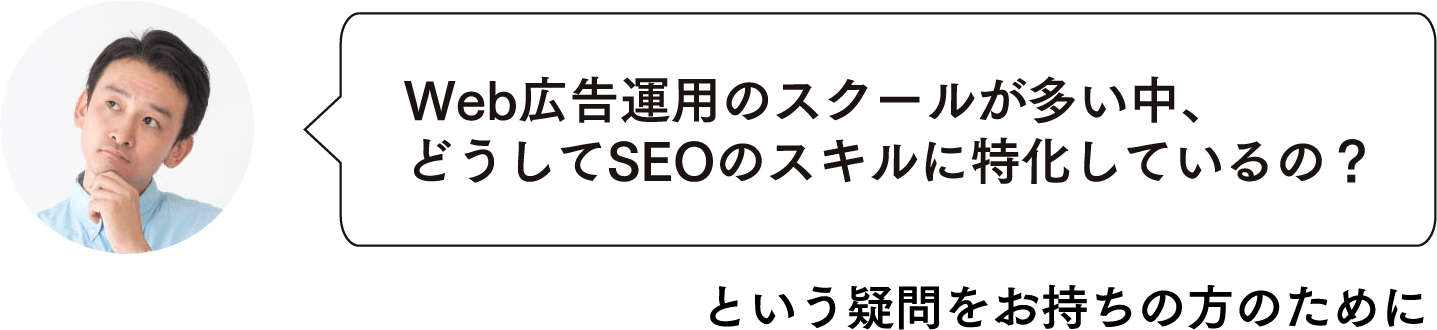 Web広告運用のスクールが多い中、
どうしてSEOのスキルに特化しているの？
という疑問をお持ちの方のために